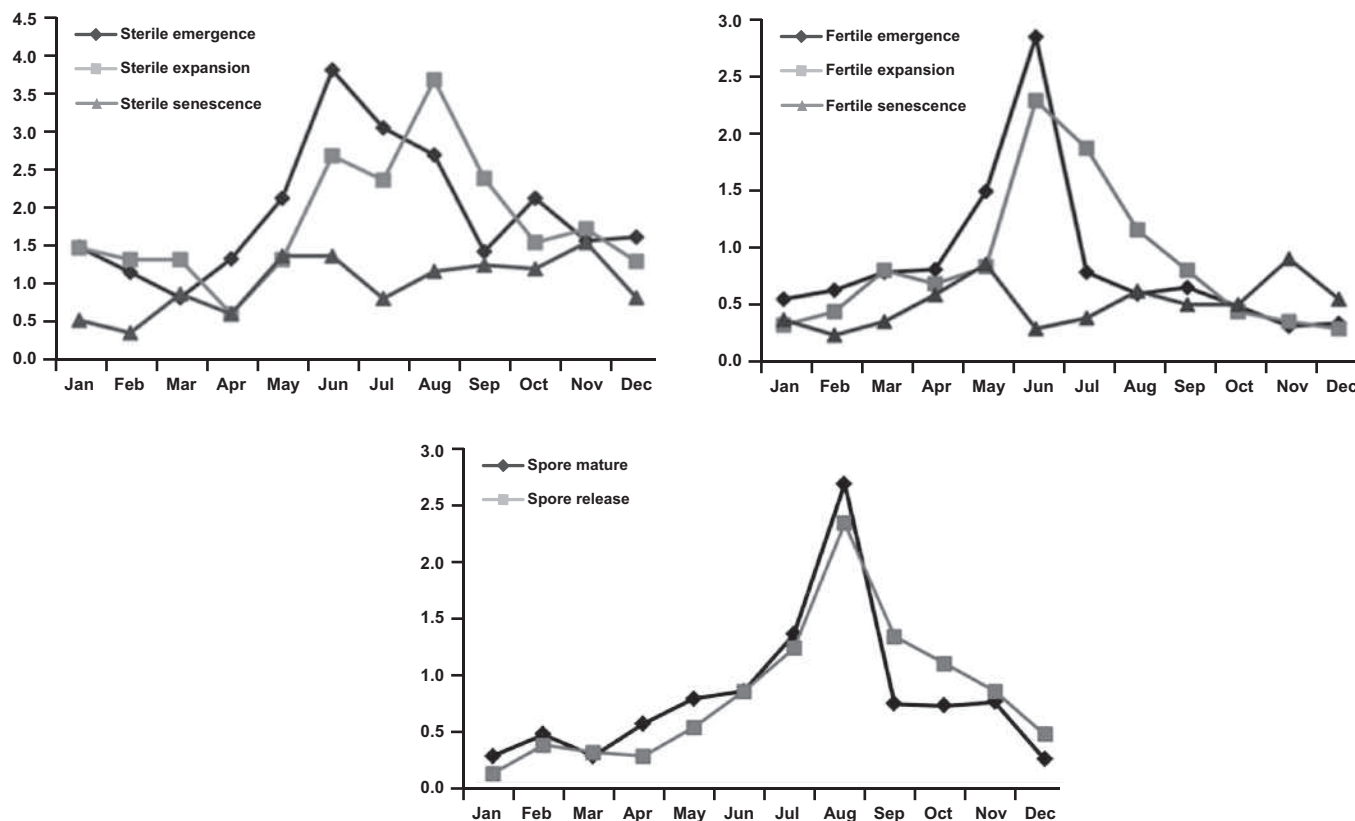 4.5
4.0
3.5
3.0
2.5
2.0
1.5
1.0
0.5
0.0
Sterile emergence
Sterile expansion
Sterile senescence
Jan Feb Mar Apr May Jun Jul Aug Sep Oct Nov Dec
3.0
2.5
2.0
1.5
1.0
0.5
0.0
Fertile emergence
Fertile expansion
Fertile senescence
Jan Feb Mar Apr May Jun Jul Aug Sep Oct Nov Dec
3.0
2.5
2.0
1.5
1.0
0.5
0.0
Spore mature
Spore release
Jan Feb Mar Apr May Jun Jul Aug Sep Oct Nov Dec